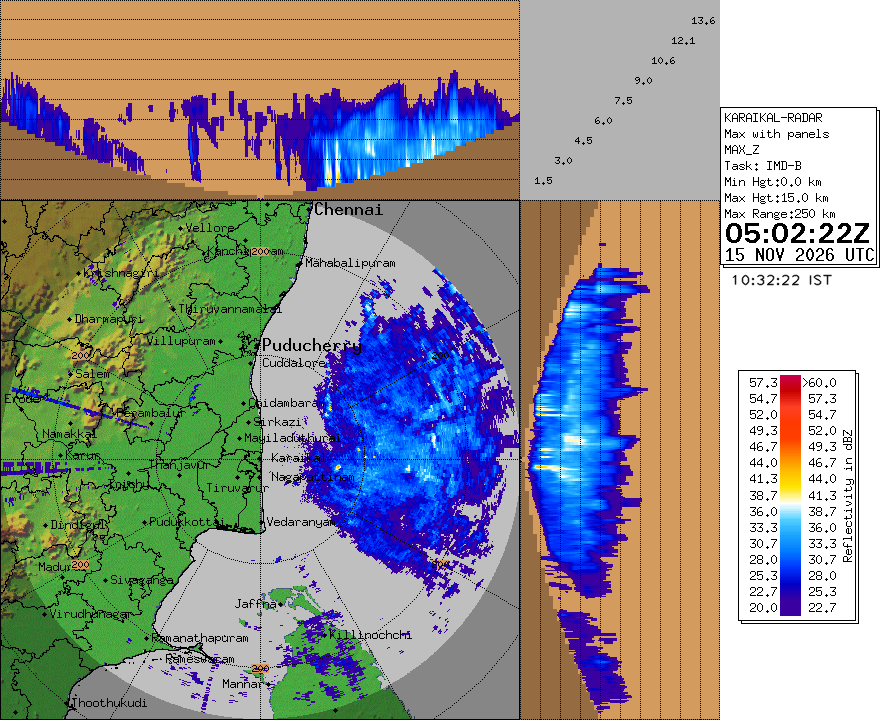 13.6
12.1
10.6
9.0
7.5
6.0
4.5
3.0
1.5
KARAIKAL-RADAR
Max with panels
MAX_Z
Task: IMD-B
Min Hgt:0.0 km
Max Hgt:15.0 km
Max Range:250 km
05:02:22Z
15 NOV 2026 UTC
10:32:22 IST
Chennai
Vellore
200
Mahabalipuram
Krishnagiri
Thiruvannamalai
Dharmapuri
Villupuram
Puducherry
200
Cuddalore
Salem
Erode
Chidambara
Perambalur
Sirkazi
Namakkal
Mayiladuthurai
Karur
Karaika
Thanjavur
Nagapattinam
Tiruvarur
Dindigul
Pudukkottai
Vedaranyam
200
Madurai
Sivaganga
Jaffna
Virudhunagar
Killinochchi
Ramanathapuram
Rameswaram
200
Mannar
Thoothukudi
57.3 >60.0
54.7 57.3
52.0 54.7
49.3 52.0
46.7 49.3
44.0 46.7
41.3 44.0
38.7 41.3
36.0 38.7
33.3 36.0
30.7 33.3
28.0 30.7
25.3 28.0
22.7 25.3
20.0 22.7
Reflectivity in dBZ